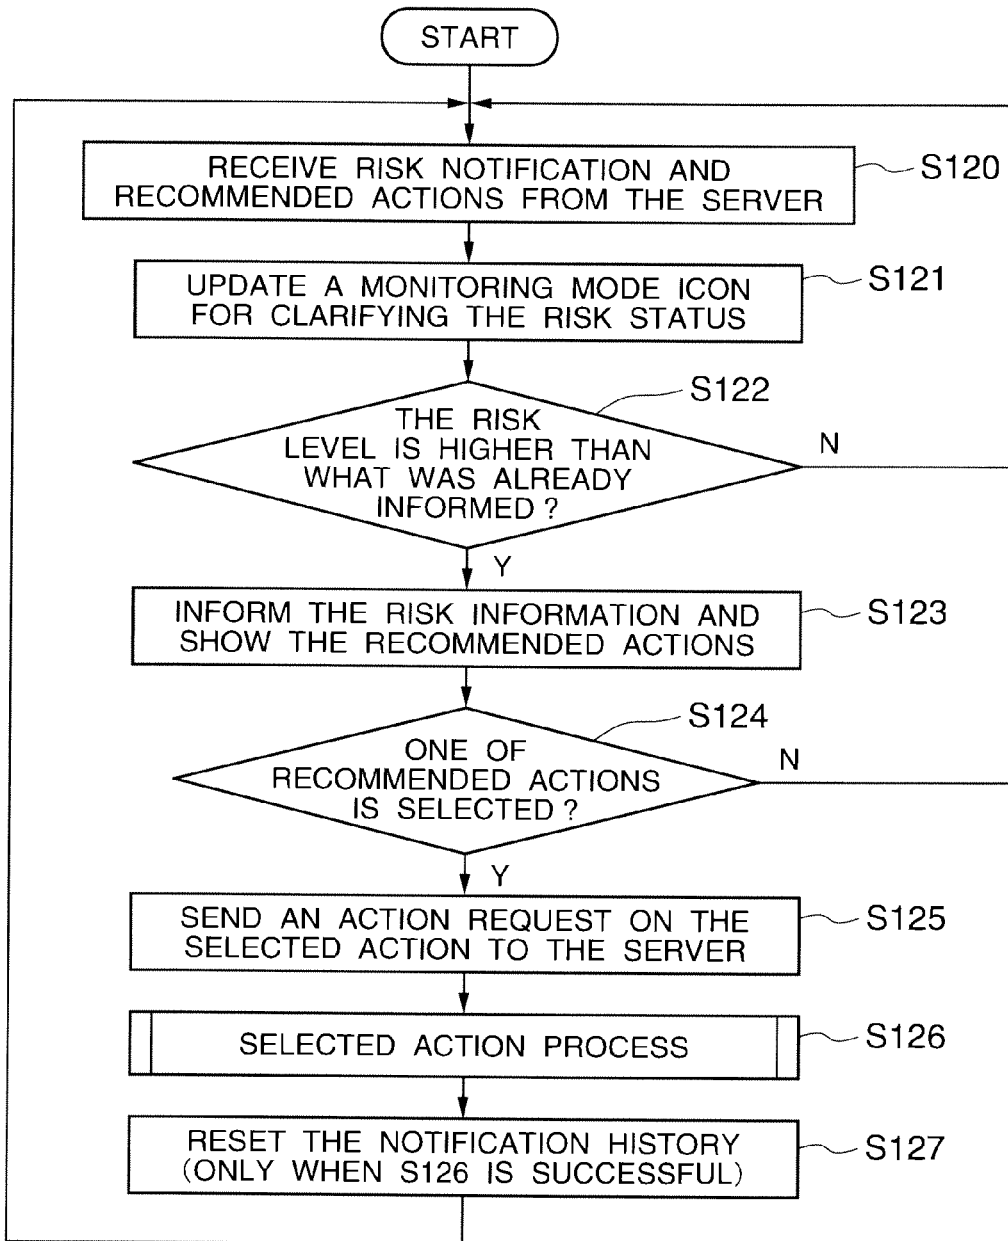 START
RECEIVE RISK NOTIFICATION AND
RECOMMENDED ACTIONS FROM THE SERVER
S120
UPDATE A MONITORING MODE ICON
FOR CLARIFYING THE RISK STATUS
S121
THE RISK
LEVEL IS HIGHER THAN
WHAT WAS ALREADY
INFORMED ?
S122
N
Y
INFORM THE RISK INFORMATION AND
SHOW THE RECOMMENDED ACTIONS
S123
ONE OF
RECOMMENDED ACTIONS
IS SELECTED ?
S124
N
Y
SEND AN ACTION REQUEST ON THE
SELECTED ACTION TO THE SERVER
S125
SELECTED ACTION PROCESS
S126
RESET THE NOTIFICATION HISTORY
(ONLY WHEN S126 IS SUCCESSFUL)
S127